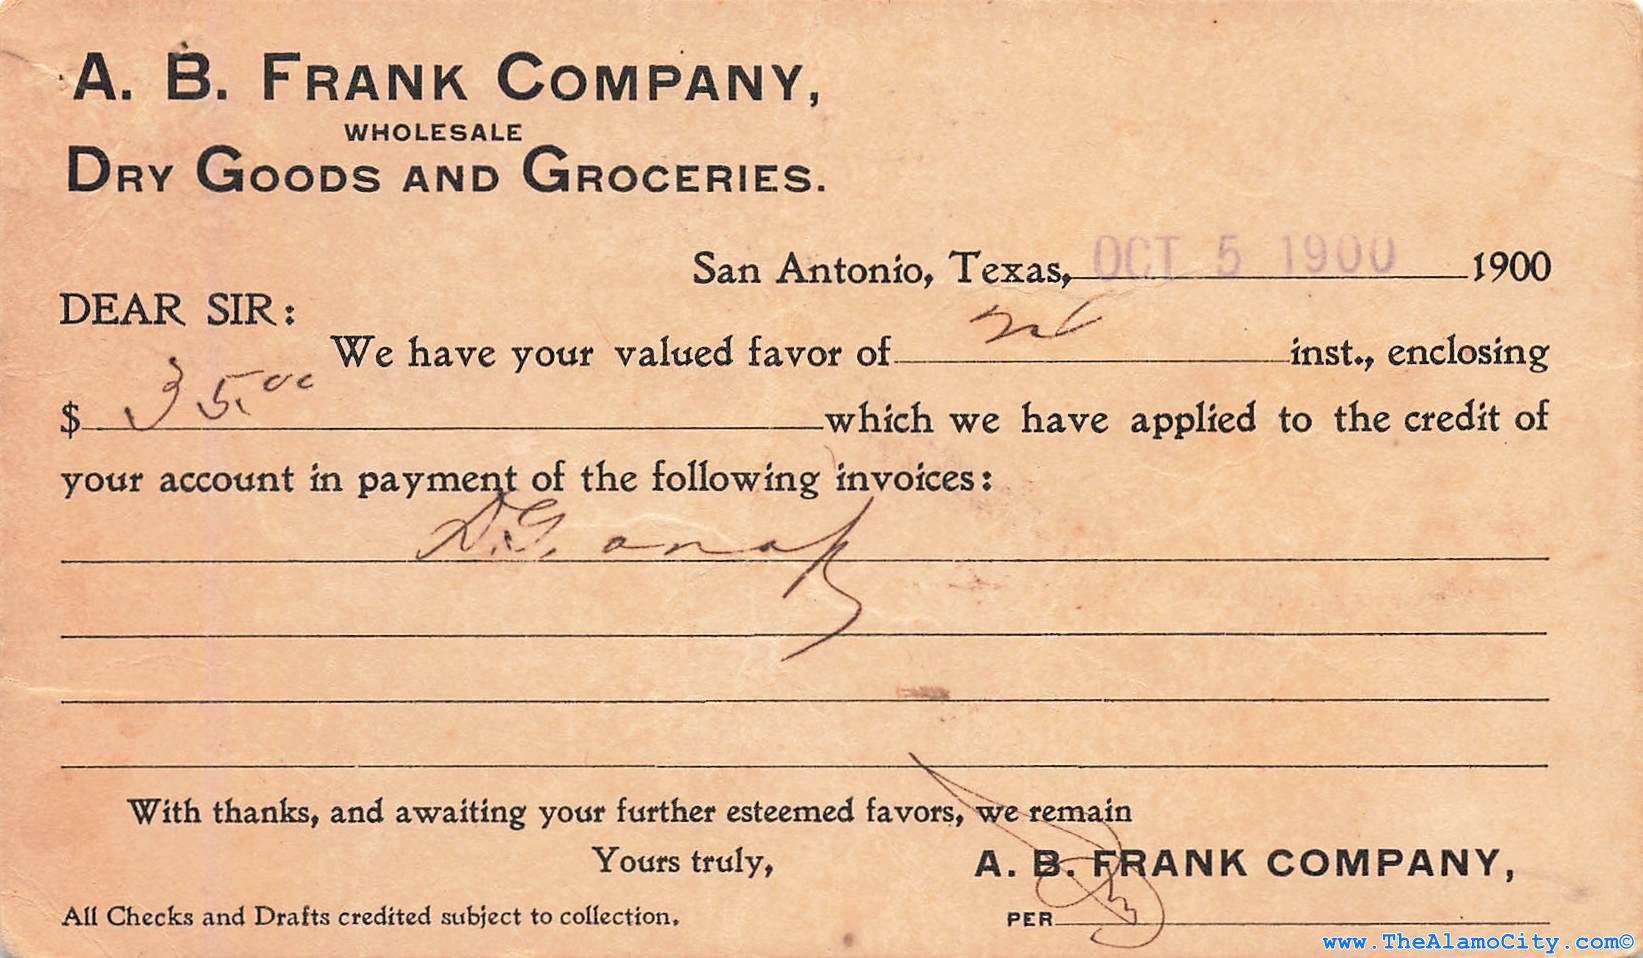 A. B. FRANK COMPANY,
WHOLESALE
DRY GOODS AND GROCERIES.
San Antonio, Texas, OCT 5 1900 1900
DEAR SIR:
We have your valued favor of inst., enclosing
$ 35.00 which we have applied to the credit of
your account in payment of the following invoices:
D.G.
With thanks, and awaiting your further esteemed favors, we remain
Yours truly, A. B. FRANK COMPANY,
All Checks and Drafts credited subject to collection. PER
www.TheAlamoCity.com©